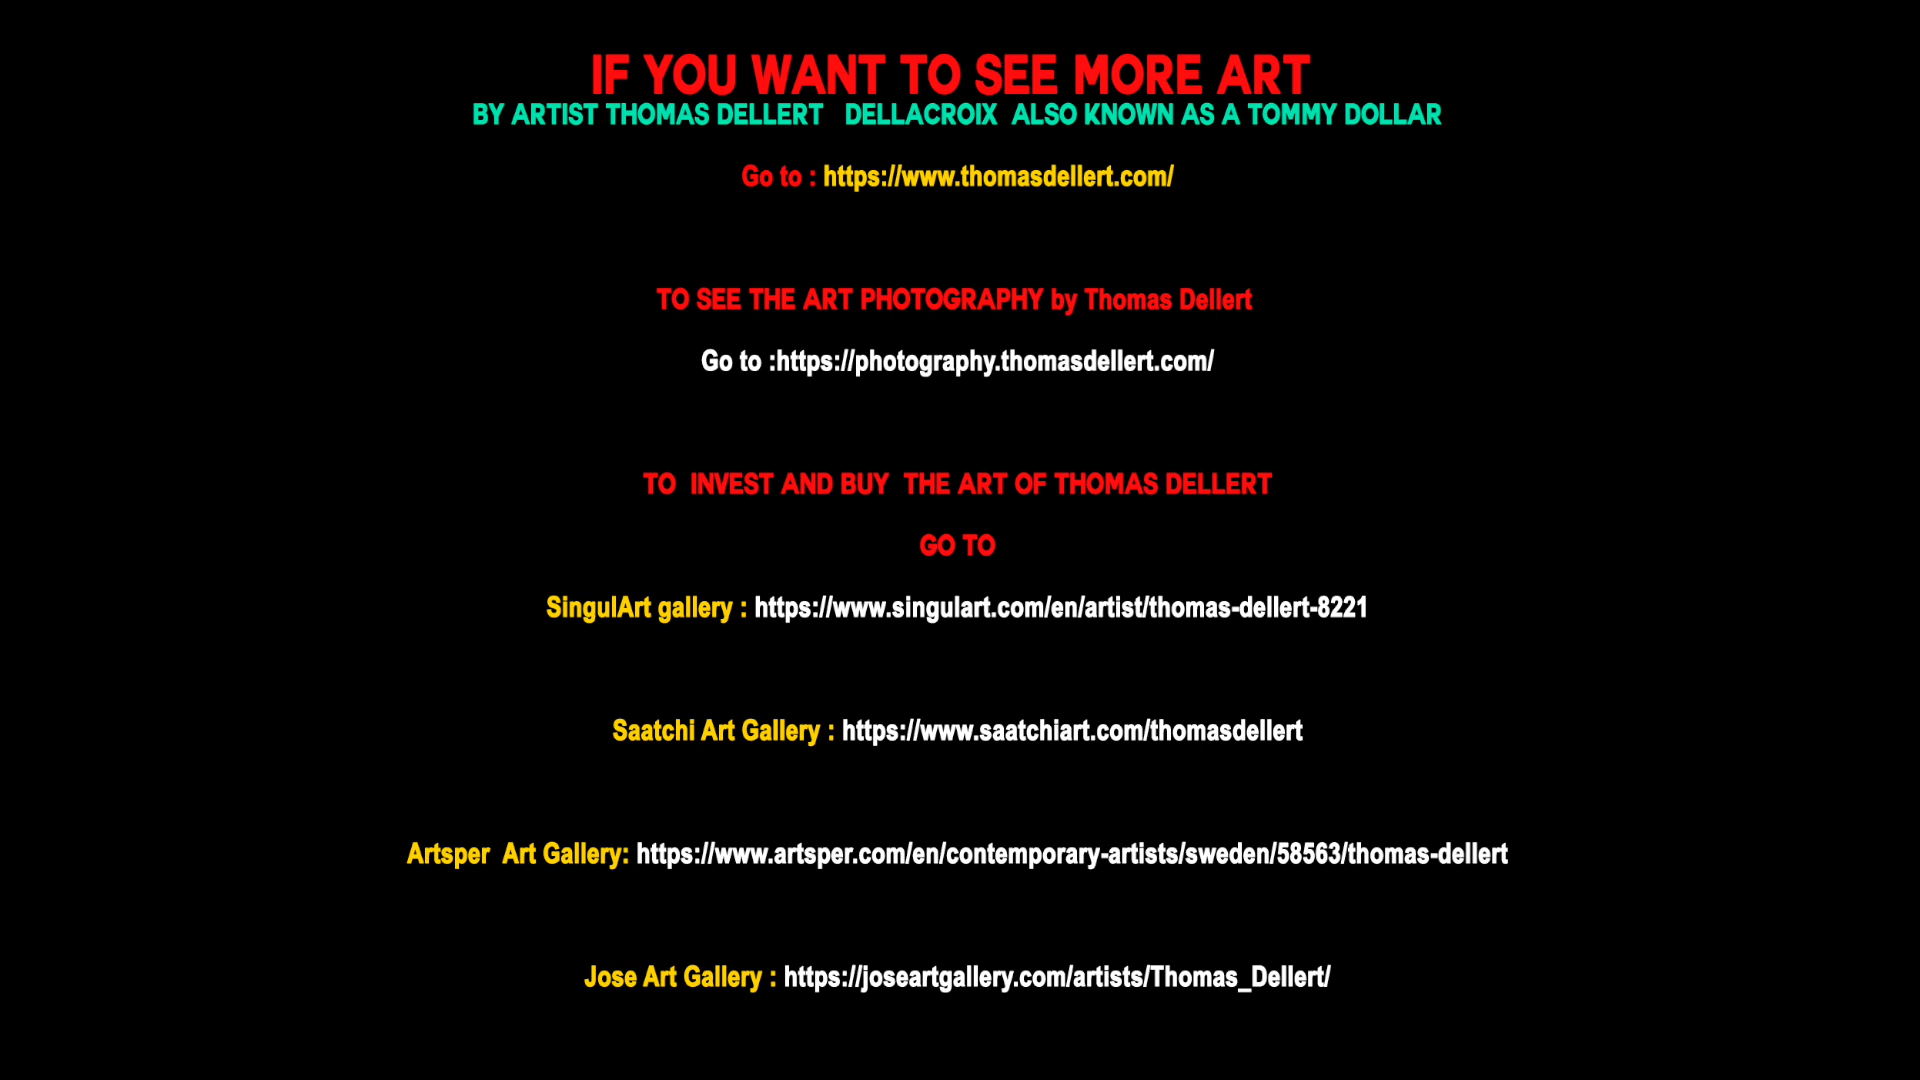 IF YOU WANT TO SEE MORE ART
BY ARTIST THOMAS DELLERT   DELLACROIX  ALSO KNOWN AS A TOMMY DOLLAR
Go to : https://www.thomasdellert.com/
TO SEE THE ART PHOTOGRAPHY by Thomas Dellert
Go to :https://photography.thomasdellert.com/
TO  INVEST AND BUY  THE ART OF THOMAS DELLERT
GO TO
SingulArt gallery : https://www.singulart.com/en/artist/thomas-dellert-8221
Saatchi Art Gallery : https://www.saatchiart.com/thomasdellert
Artsper  Art Gallery: https://www.artsper.com/en/contemporary-artists/sweden/58563/thomas-dellert
Jose Art Gallery : https://joseartgallery.com/artists/Thomas_Dellert/